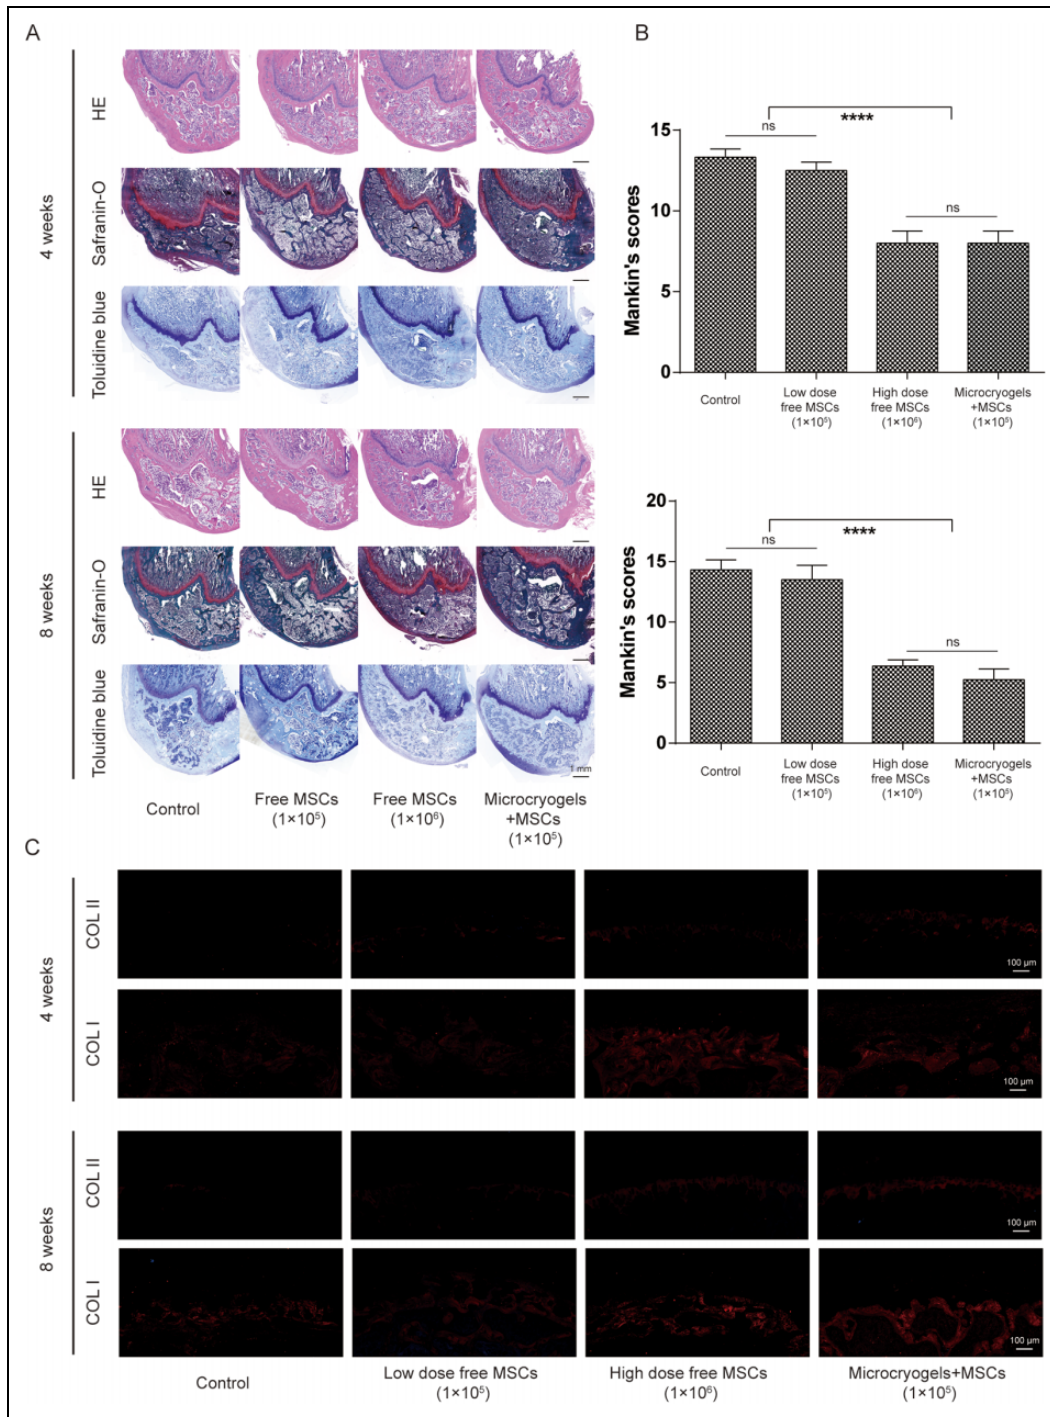 A
4 weeks
HE
Safranin-O
Toluidine blue
8 weeks
HE
Safranin-O
Toluidine blue
1 mm
Control
Free MSCs
(1×10⁵)
Free MSCs
(1×10⁶)
Microcryogels
+MSCs
(1×10⁵)
B
Mankin's scores
15
10
5
0
ns
****
ns
Control
Low dose
free MSCs
(1×10⁵)
High dose
free MSCs
(1×10⁶)
Microcryogels
+MSCs
(1×10⁵)
Mankin's scores
20
15
10
5
0
ns
****
ns
Control
Low dose
free MSCs
(1×10⁵)
High dose
free MSCs
(1×10⁶)
Microcryogels
+MSCs
(1×10⁵)
C
4 weeks
COL II
100 µm
COL I
100 µm
8 weeks
COL II
100 µm
COL I
100 µm
Control
Low dose free MSCs
(1×10⁵)
High dose free MSCs
(1×10⁶)
Microcryogels+MSCs
(1×10⁵)